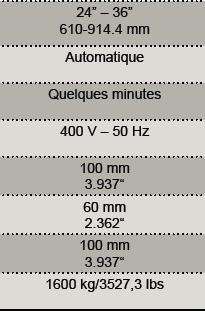 24” – 36”
610-914.4 mm
Automatique
Quelques minutes
400 V – 50 Hz
100 mm
3.937“
60 mm
2.362“
100 mm
3.937“
1600 kg/3527,3 lbs